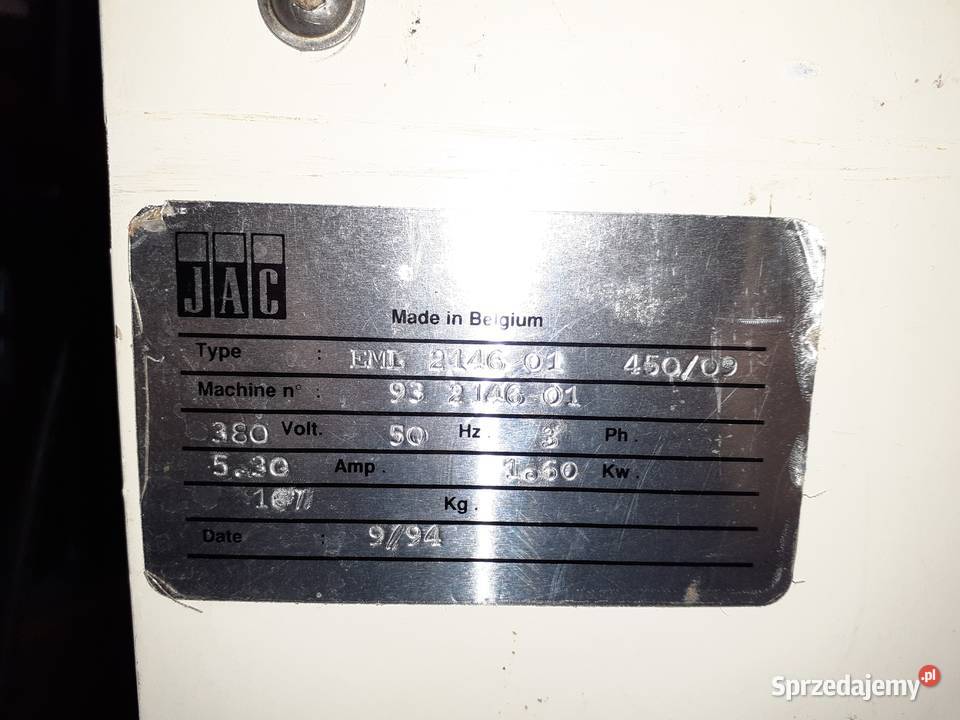 JAC
Made in Belgium
Type : EML 2146 01 450/09
Machine n° : 93 2146 01
380 Volt. 50 Hz. 3 Ph.
5.30 Amp. 1.60 Kw.
Kg.
Date : 9/94
Sprzedajemy.pl